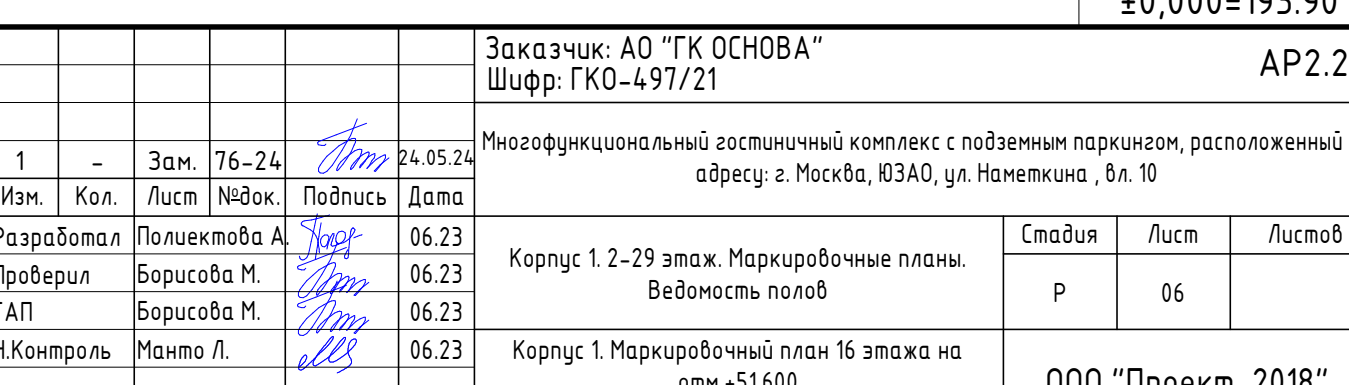 ±0,000=193.90
Заказчик: АО "ГК ОСНОВА"
Шифр: ГКО-497/21
АР2.2
Многофункциональный гостиничный комплекс с подземным паркингом, расположенный
адресу: г. Москва, ЮЗАО, ул. Наметкина , вл. 10
1 - Зам. 76-24 24.05.24
Изм. Кол. Лист №док. Подпись Дата
Разработал Полиектова А. 06.23
Проверил Борисова М. 06.23
ГАП Борисова М. 06.23
Н.Контроль Манто Л. 06.23
Корпус 1. 2-29 этаж. Маркировочные планы.
Ведомость полов
Стадия Лист Листов
Р 06
Корпус 1. Маркировочный план 16 этажа на
отм.+51.600
ООО "Проект 2018"